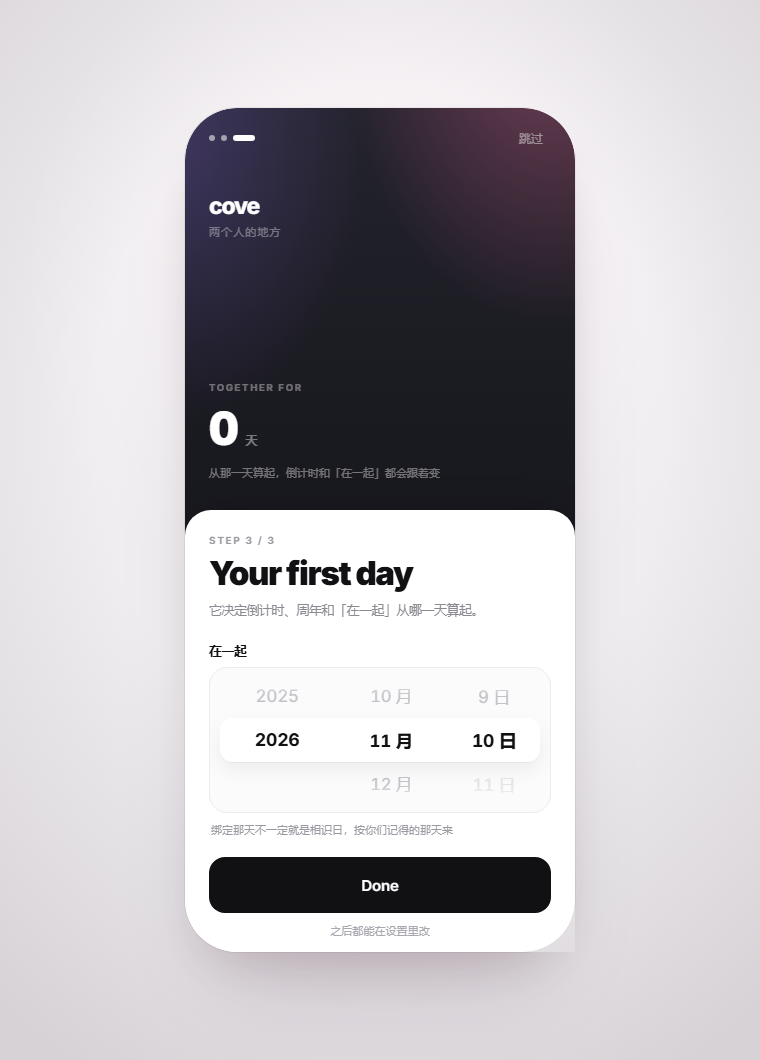 跳过
cove
两个人的地方
TOGETHER FOR
0 天
从那一天算起，倒计时和「在一起」都会跟着变
STEP 3 / 3
Your first day
它决定倒计时、周年和「在一起」从哪一天算起。
在一起
2025 10 月 9 日
2026 11 月 10 日
12 月 11 日
绑定那天不一定就是相识日，按你们记得的那天来
Done
之后都能在设置里改